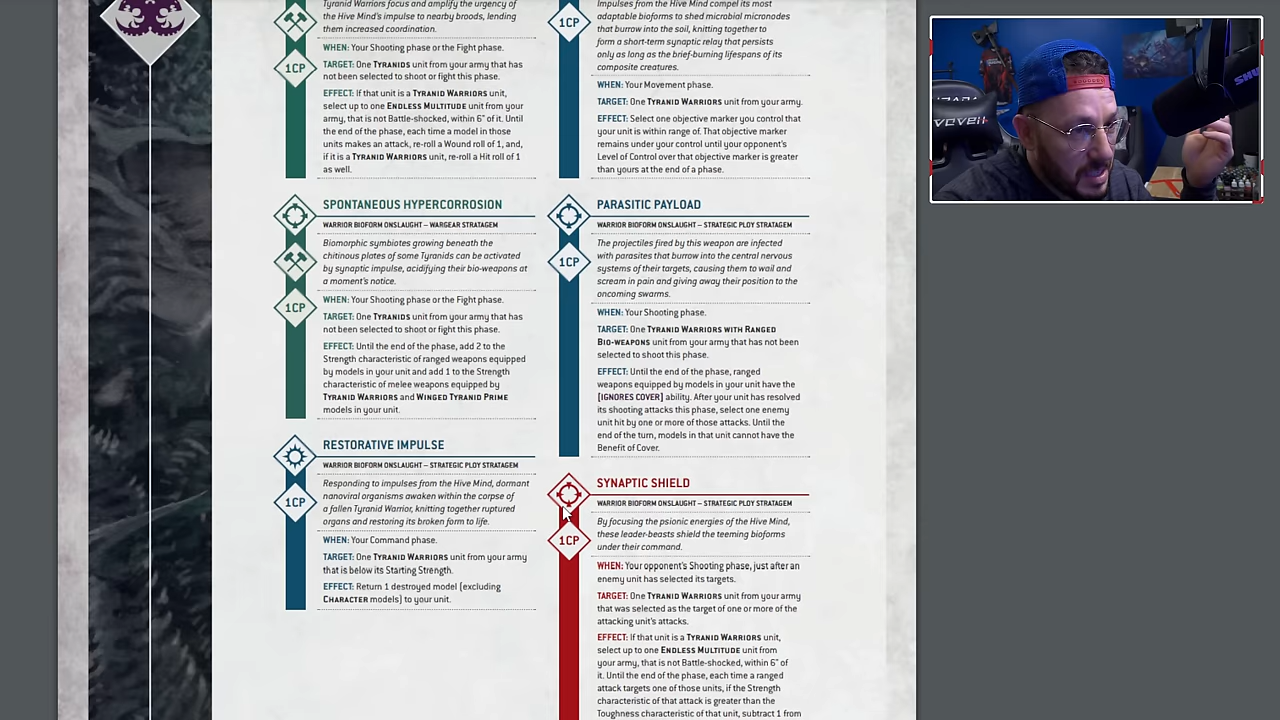 Tyranid Warriors focus and amplify the urgency of
the Hive Mind's impulse to nearby broods, lending
them increased coordination.
1CP
WHEN: Your Shooting phase or the Fight phase.
TARGET: One TYRANIDS unit from your army that has
not been selected to shoot or fight this phase.
EFFECT: If that unit is a TYRANID WARRIORS unit,
select up to one ENDLESS MULTITUDE unit from your
army, that is not Battle-shocked, within 6" of it. Until
the end of the phase, each time a model in those
units makes an attack, re-roll a Wound roll of 1, and,
if it is a TYRANID WARRIORS unit, re-roll a Hit roll of 1
as well.
SPONTANEOUS HYPERCORROSION
WARRIOR BIOFORM ONSLAUGHT – WARGEAR STRATAGEM
Biomorphic symbiotes growing beneath the
chitinous plates of some Tyranids can be activated
by synaptic impulse, acidifying their bio-weapons at
a moment's notice.
1CP
WHEN: Your Shooting phase or the Fight phase.
TARGET: One TYRANIDS unit from your army that has
not been selected to shoot or fight this phase.
EFFECT: Until the end of the phase, add 2 to the
Strength characteristic of ranged weapons equipped
by models in your unit and add 1 to the Strength
characteristic of melee weapons equipped by
TYRANID WARRIORS and WINGED TYRANID PRIME
models in your unit.
RESTORATIVE IMPULSE
WARRIOR BIOFORM ONSLAUGHT – STRATEGIC PLOY STRATAGEM
Responding to impulses from the Hive Mind, dormant
nanoviral organisms awaken within the corpse of
a fallen Tyranid Warrior, knitting together ruptured
organs and restoring its broken form to life.
1CP
WHEN: Your Command phase.
TARGET: One TYRANID WARRIORS unit from your army
that is below its Starting Strength.
EFFECT: Return 1 destroyed model (excluding
CHARACTER models) to your unit.
Impulses from the Hive Mind compel its most
adaptable bioforms to shed microbial micronodes
that burrow into the soil, knitting together to
form a short-term synaptic relay that persists
only as long as the brief-burning lifespans of its
composite creatures.
1CP
WHEN: Your Movement phase.
TARGET: One TYRANID WARRIORS unit from your army.
EFFECT: Select one objective marker you control that
your unit is within range of. That objective marker
remains under your control until your opponent's
Level of Control over that objective marker is greater
than yours at the end of a phase.
PARASITIC PAYLOAD
WARRIOR BIOFORM ONSLAUGHT – STRATEGIC PLOY STRATAGEM
The projectiles fired by this weapon are infected
with parasites that burrow into the central nervous
systems of their targets, causing them to wail and
scream in pain and giving away their position to the
oncoming swarms.
1CP
WHEN: Your Shooting phase.
TARGET: One TYRANID WARRIORS WITH RANGED
BIO-WEAPONS unit from your army that has not been
selected to shoot this phase.
EFFECT: Until the end of the phase, ranged
weapons equipped by models in your unit have the
[IGNORES COVER] ability. After your unit has resolved
its shooting attacks this phase, select one enemy
unit hit by one or more of those attacks. Until the
end of the turn, models in that unit cannot have the
Benefit of Cover.
SYNAPTIC SHIELD
WARRIOR BIOFORM ONSLAUGHT – STRATEGIC PLOY STRATAGEM
By focusing the psionic energies of the Hive Mind,
these leader-beasts shield the teeming bioforms
under their command.
1CP
WHEN: Your opponent's Shooting phase, just after an
enemy unit has selected its targets.
TARGET: One TYRANID WARRIORS unit from your army
that was selected as the target of one or more of the
attacking unit's attacks.
EFFECT: If that unit is a TYRANID WARRIORS unit,
select up to one ENDLESS MULTITUDE unit from
your army, that is not Battle-shocked, within 6" of
it. Until the end of the phase, each time a ranged
attack targets one of those units, if the Strength
characteristic of that attack is greater than the
Toughness characteristic of that unit, subtract 1 from
SHU